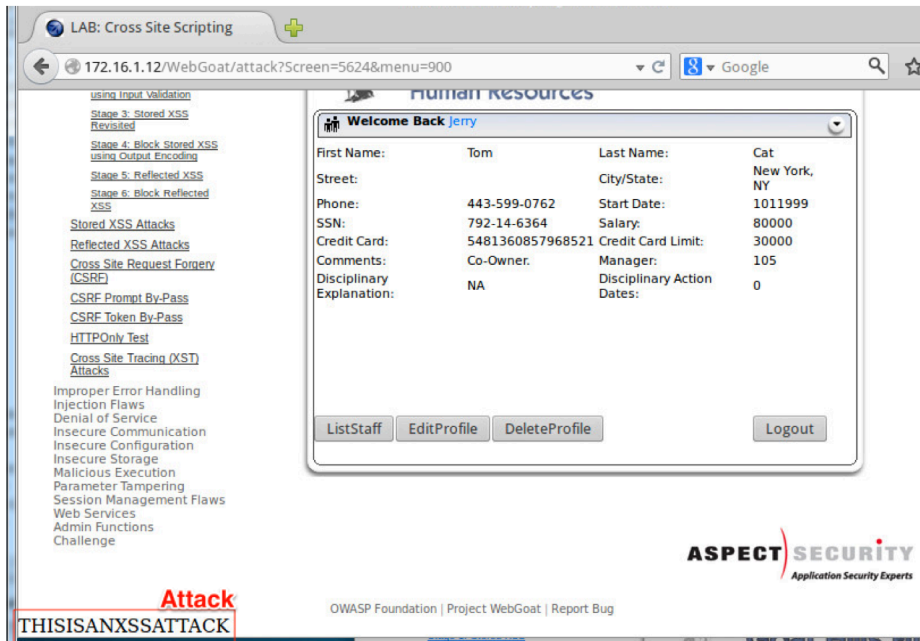 LAB: Cross Site Scripting
172.16.1.12/WebGoat/attack?Screen=5624&menu=900
Google
using Input Validation
Stage 3: Stored XSS
Revisited
Stage 4: Block Stored XSS
using Output Encoding
Stage 5: Reflected XSS
Stage 6: Block Reflected
XSS
Stored XSS Attacks
Reflected XSS Attacks
Cross Site Request Forgery
(CSRF)
CSRF Prompt By-Pass
CSRF Token By-Pass
HTTPOnly Test
Cross Site Tracing (XST)
Attacks
Improper Error Handling
Injection Flaws
Denial of Service
Insecure Communication
Insecure Configuration
Insecure Storage
Malicious Execution
Parameter Tampering
Session Management Flaws
Web Services
Admin Functions
Challenge
Human Resources
Welcome Back Jerry
First Name: Tom Last Name: Cat
Street: City/State: New York,
NY
Phone: 443-599-0762 Start Date: 1011999
SSN: 792-14-6364 Salary: 80000
Credit Card: 5481360857968521 Credit Card Limit: 30000
Comments: Co-Owner. Manager: 105
Disciplinary
Explanation: NA Disciplinary Action
Dates: 0
ListStaff EditProfile DeleteProfile Logout
ASPECT SECURITY
Application Security Experts
OWASP Foundation | Project WebGoat | Report Bug
Attack
THISISANXSSATTACK